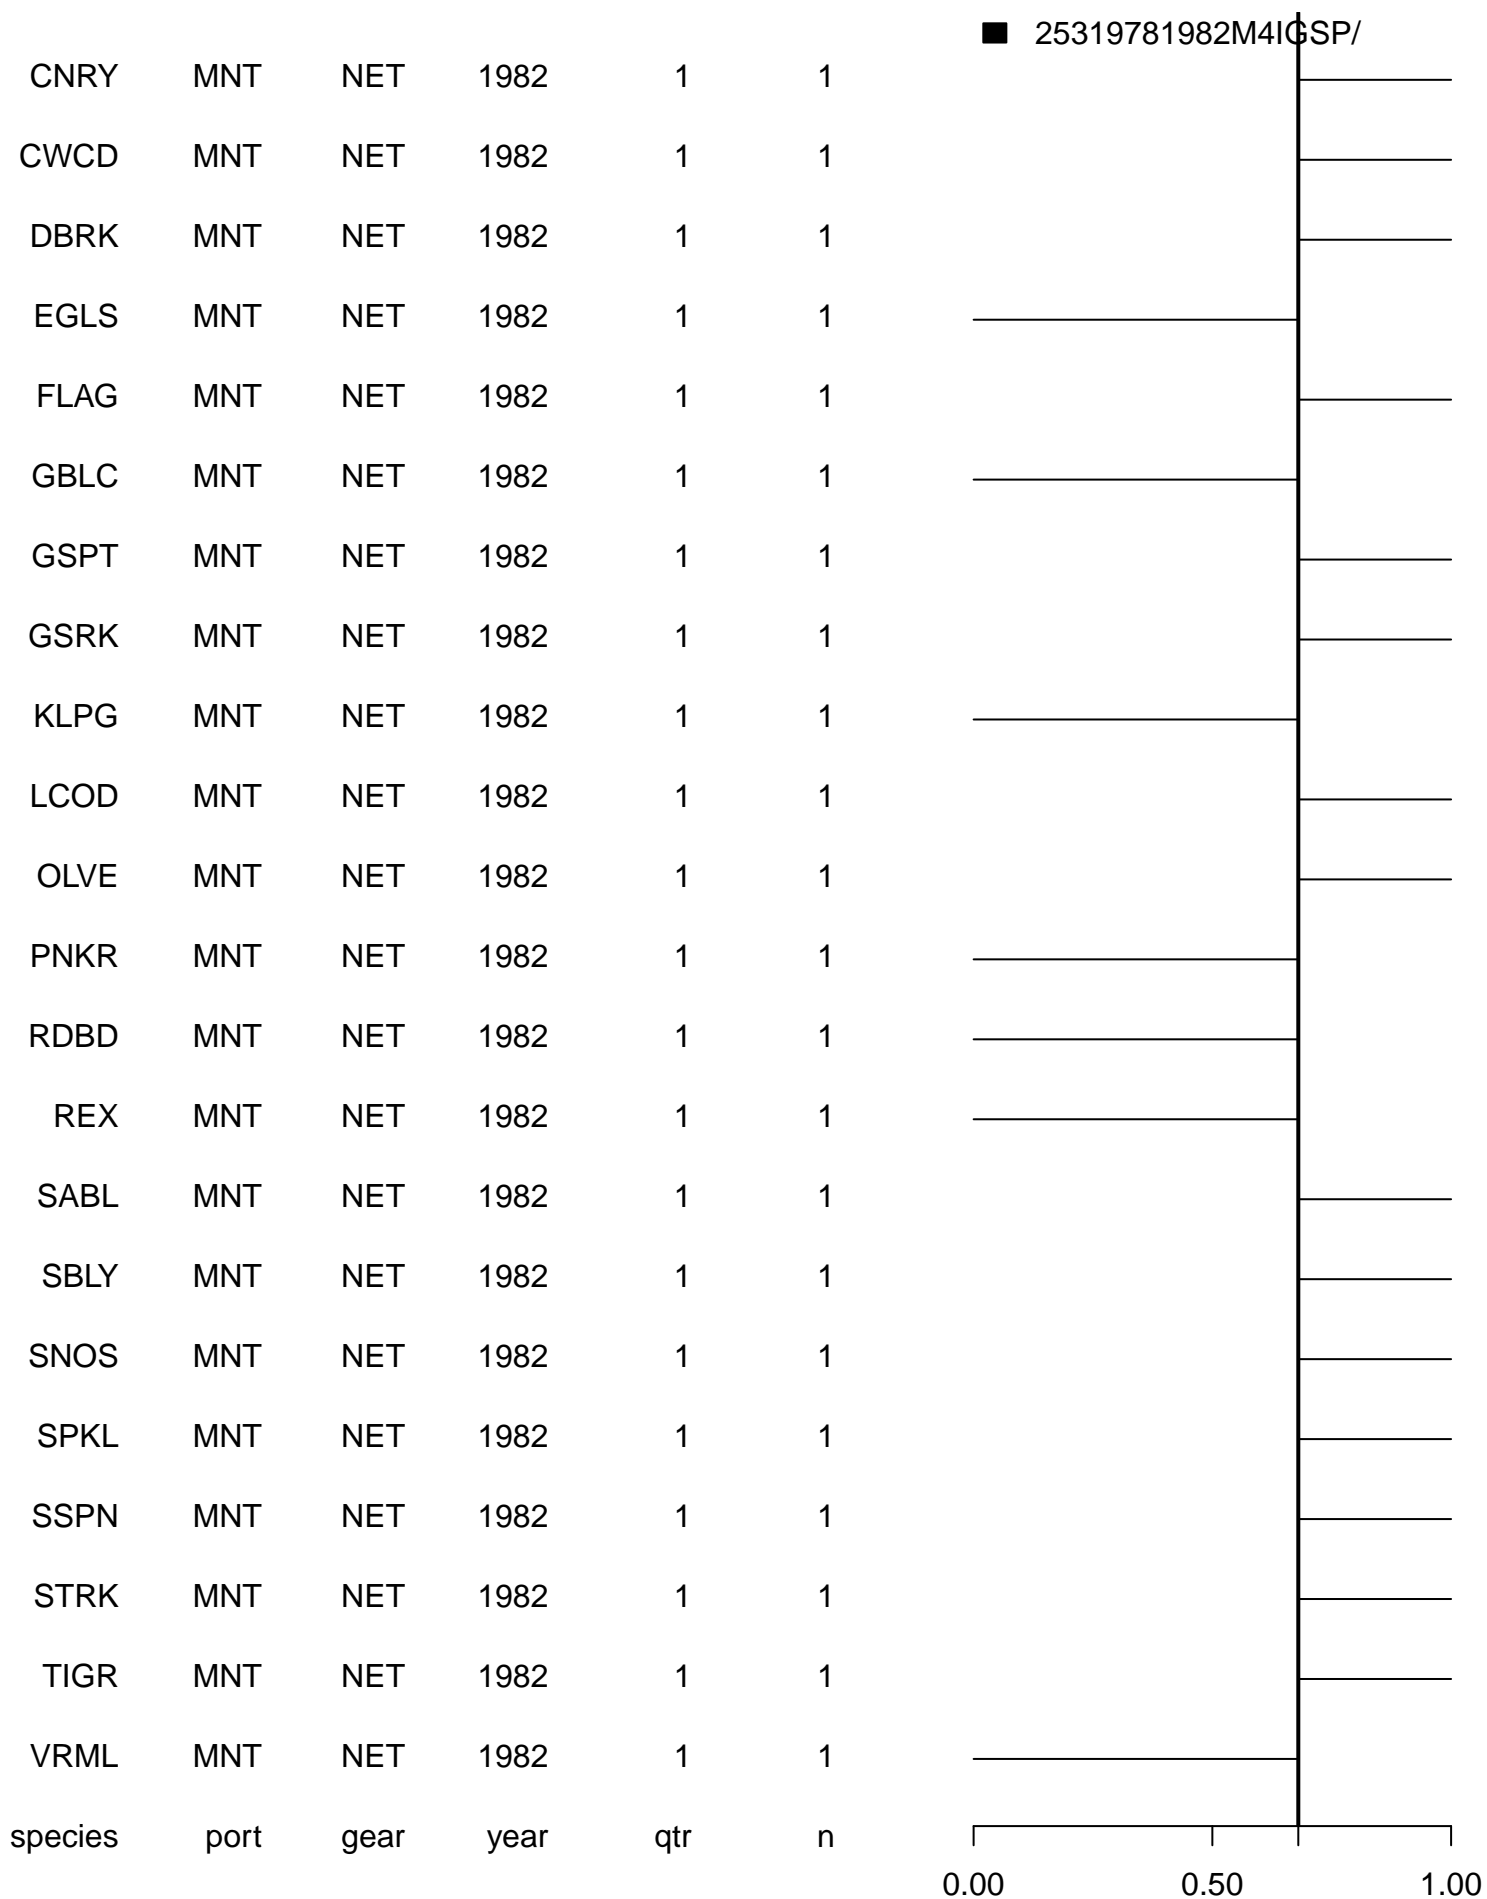 25319781982M4IGSP/
CNRY MNT NET 1982 1 1
CWCD MNT NET 1982 1 1
DBRK MNT NET 1982 1 1
EGLS MNT NET 1982 1 1
FLAG MNT NET 1982 1 1
GBLC MNT NET 1982 1 1
GSPT MNT NET 1982 1 1
GSRK MNT NET 1982 1 1
KLPG MNT NET 1982 1 1
LCOD MNT NET 1982 1 1
OLVE MNT NET 1982 1 1
PNKR MNT NET 1982 1 1
RDBD MNT NET 1982 1 1
REX MNT NET 1982 1 1
SABL MNT NET 1982 1 1
SBLY MNT NET 1982 1 1
SNOS MNT NET 1982 1 1
SPKL MNT NET 1982 1 1
SSPN MNT NET 1982 1 1
STRK MNT NET 1982 1 1
TIGR MNT NET 1982 1 1
VRML MNT NET 1982 1 1
species port gear year qtr n
0.00 0.50 1.00